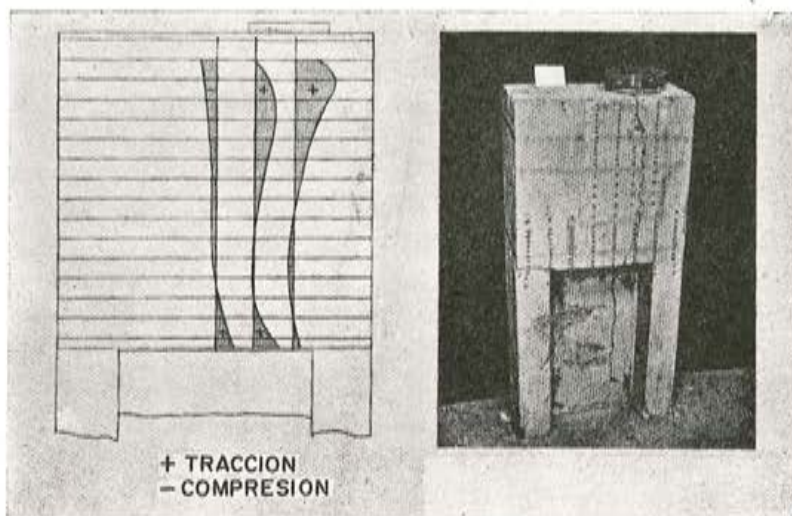 + + +
+ +
+ TRACCION
- COMPRESION